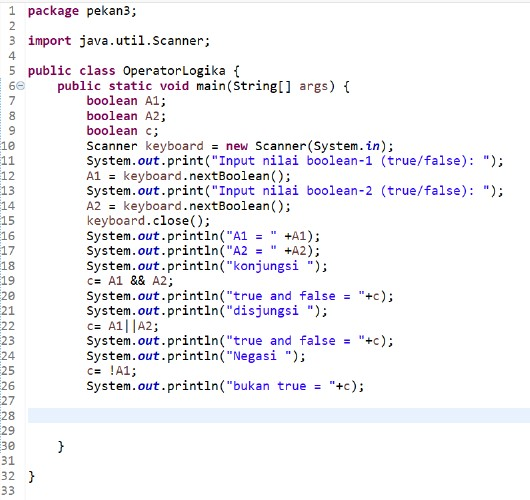 1 package pekan3;
2
3 import java.util.Scanner;
4
5 public class OperatorLogika {
6     public static void main(String[] args) {
7         boolean A1;
8         boolean A2;
9         boolean c;
10         Scanner keyboard = new Scanner(System.in);
11         System.out.print("Input nilai boolean-1 (true/false): ");
12         A1 = keyboard.nextBoolean();
13         System.out.print("Input nilai boolean-2 (true/false): ");
14         A2 = keyboard.nextBoolean();
15         keyboard.close();
16         System.out.println("A1 = " +A1);
17         System.out.println("A2 = " +A2);
18         System.out.println("konjungsi ");
19         c= A1 && A2;
20         System.out.println("true and false = "+c);
21         System.out.println("disjungsi ");
22         c= A1||A2;
23         System.out.println("true and false = "+c);
24         System.out.println("Negasi ");
25         c= !A1;
26         System.out.println("bukan true = "+c);
27
28
29
30     }
31
32 }
33